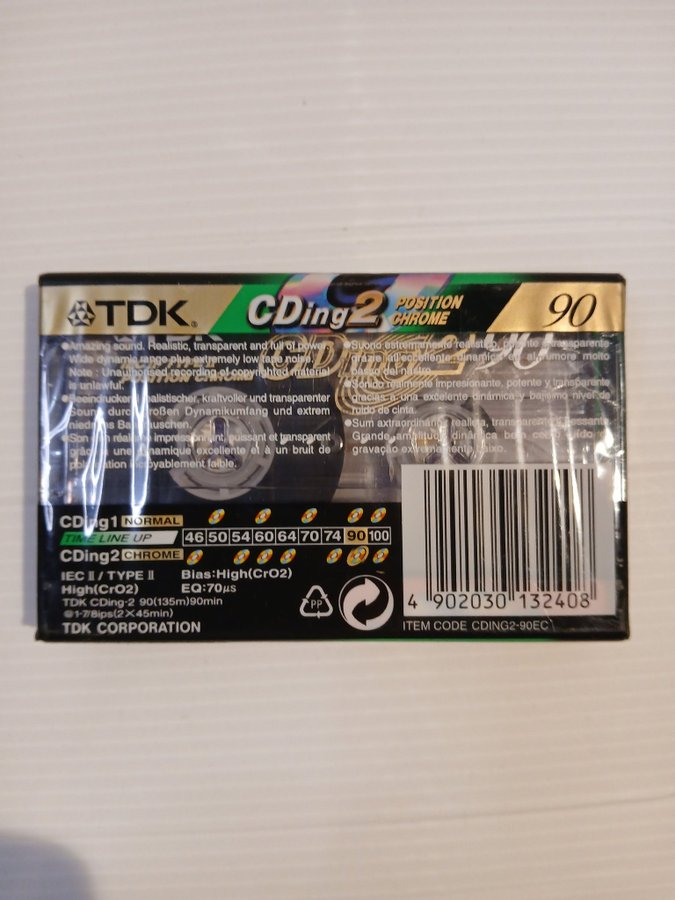 TDK®
CDing2 POSITION CHROME
90
●Amazing sound. Realistic, transparent and full of power.
Wide dynamic range plus extremely low tape noise.
Note : Unauthorised recording of copyrighted material
is unlawful.
●Beeindruckend realistischer, kraftvoller und transparenter
Sound durch großen Dynamikumfang und extrem
niedriges Bandrauschen.
●Son réaliste impressionnant, puissant et transparent
grâce à une dynamique excellente et à un bruit de
polarisation incroyablement faible.
●Suono estremamente realistico, potente e trasparente
grazie all'eccellente dinamica e al rumore molto
basso del nastro.
●Sonido realmente impresionante, potente y transparente
gracias a una excelente dinámica y bajísimo nivel de
ruido de cinta.
●Sum axtraordinário realista, transparente
Grande amplitude dinâmica bem como ruído
gravação extremamente baixo.
CDing1 NORMAL
TIME LINE UP 46 50 54 60 64 70 74 90 100
CDing2 CHROME
IEC II / TYPE II Bias:High(CrO2)
High(CrO2) EQ:70μs
TDK CDing-2 90(135m)90min
@1-7/8ips(2×45min)
TDK CORPORATION
PP
4 902030 132408
ITEM CODE CDING2-90EC